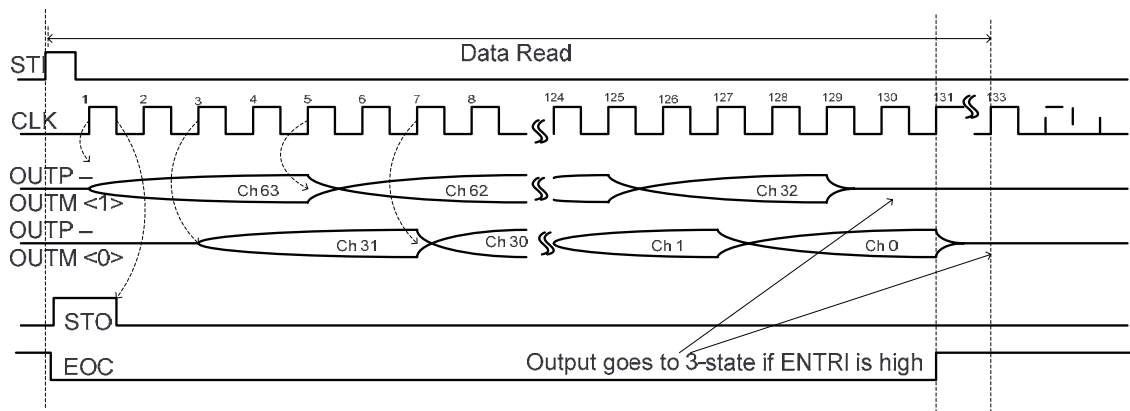 Data Read
STI
1 2 3 4 5 6 7 8 124 125 126 127 128 129 130 131 133
CLK
OUTP –
Ch 63 Ch 62 Ch 32
OUTM <1>
OUTP –
Ch 31 Ch 30 Ch 1 Ch 0
OUTM <0>
STO
EOC
Output goes to 3-state if ENTRI is high